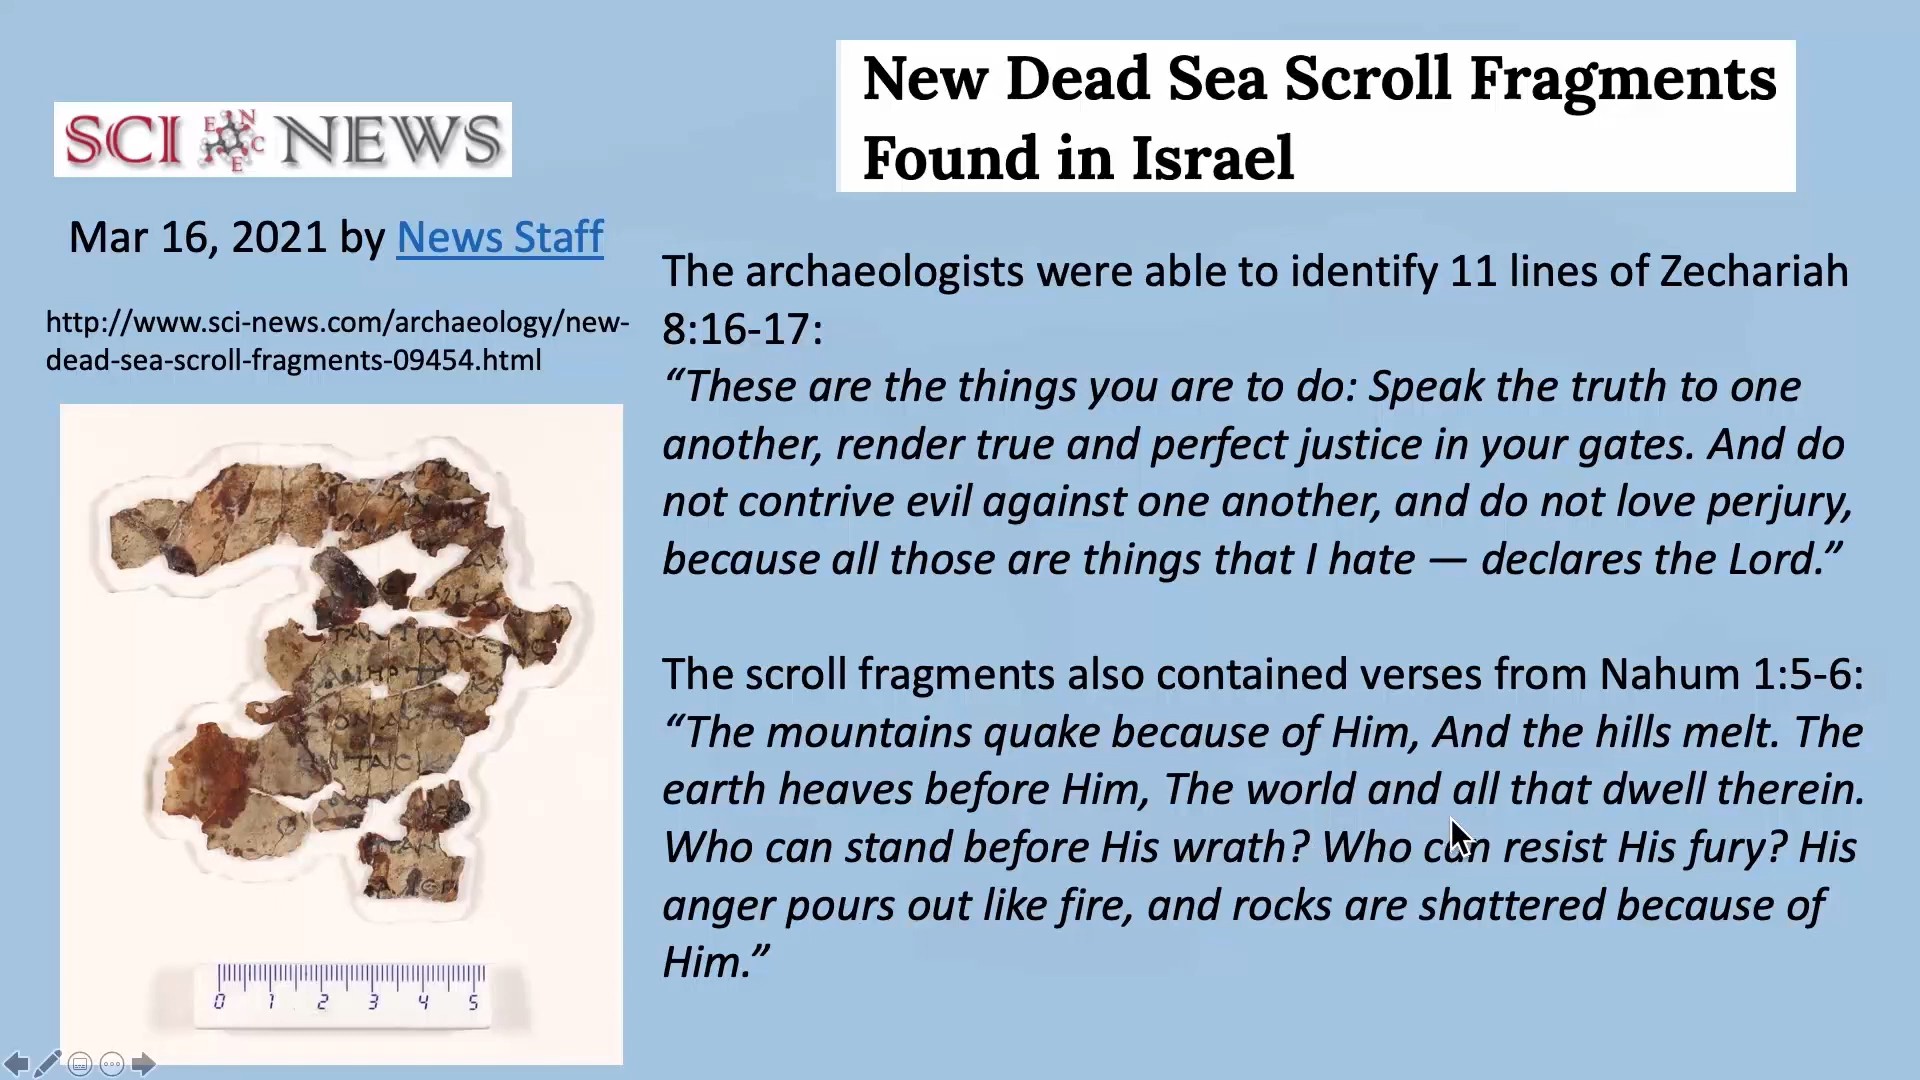 New Dead Sea Scroll Fragments
Found in Israel
SCI ENCE NEWS
Mar 16, 2021 by News Staff
http://www.sci-news.com/archaeology/new-
dead-sea-scroll-fragments-09454.html
The archaeologists were able to identify 11 lines of Zechariah
8:16-17:
“These are the things you are to do: Speak the truth to one
another, render true and perfect justice in your gates. And do
not contrive evil against one another, and do not love perjury,
because all those are things that I hate — declares the Lord.”
The scroll fragments also contained verses from Nahum 1:5-6:
“The mountains quake because of Him, And the hills melt. The
earth heaves before Him, The world and all that dwell therein.
Who can stand before His wrath? Who can resist His fury? His
anger pours out like fire, and rocks are shattered because of
Him.”
0 1 2 3 4 5